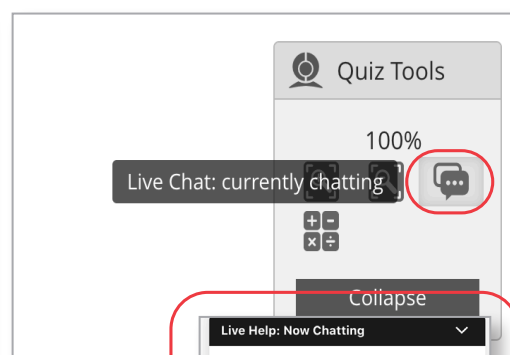 Quiz Tools
100%
Live Chat: currently chatting
Collapse
Live Help: Now Chatting